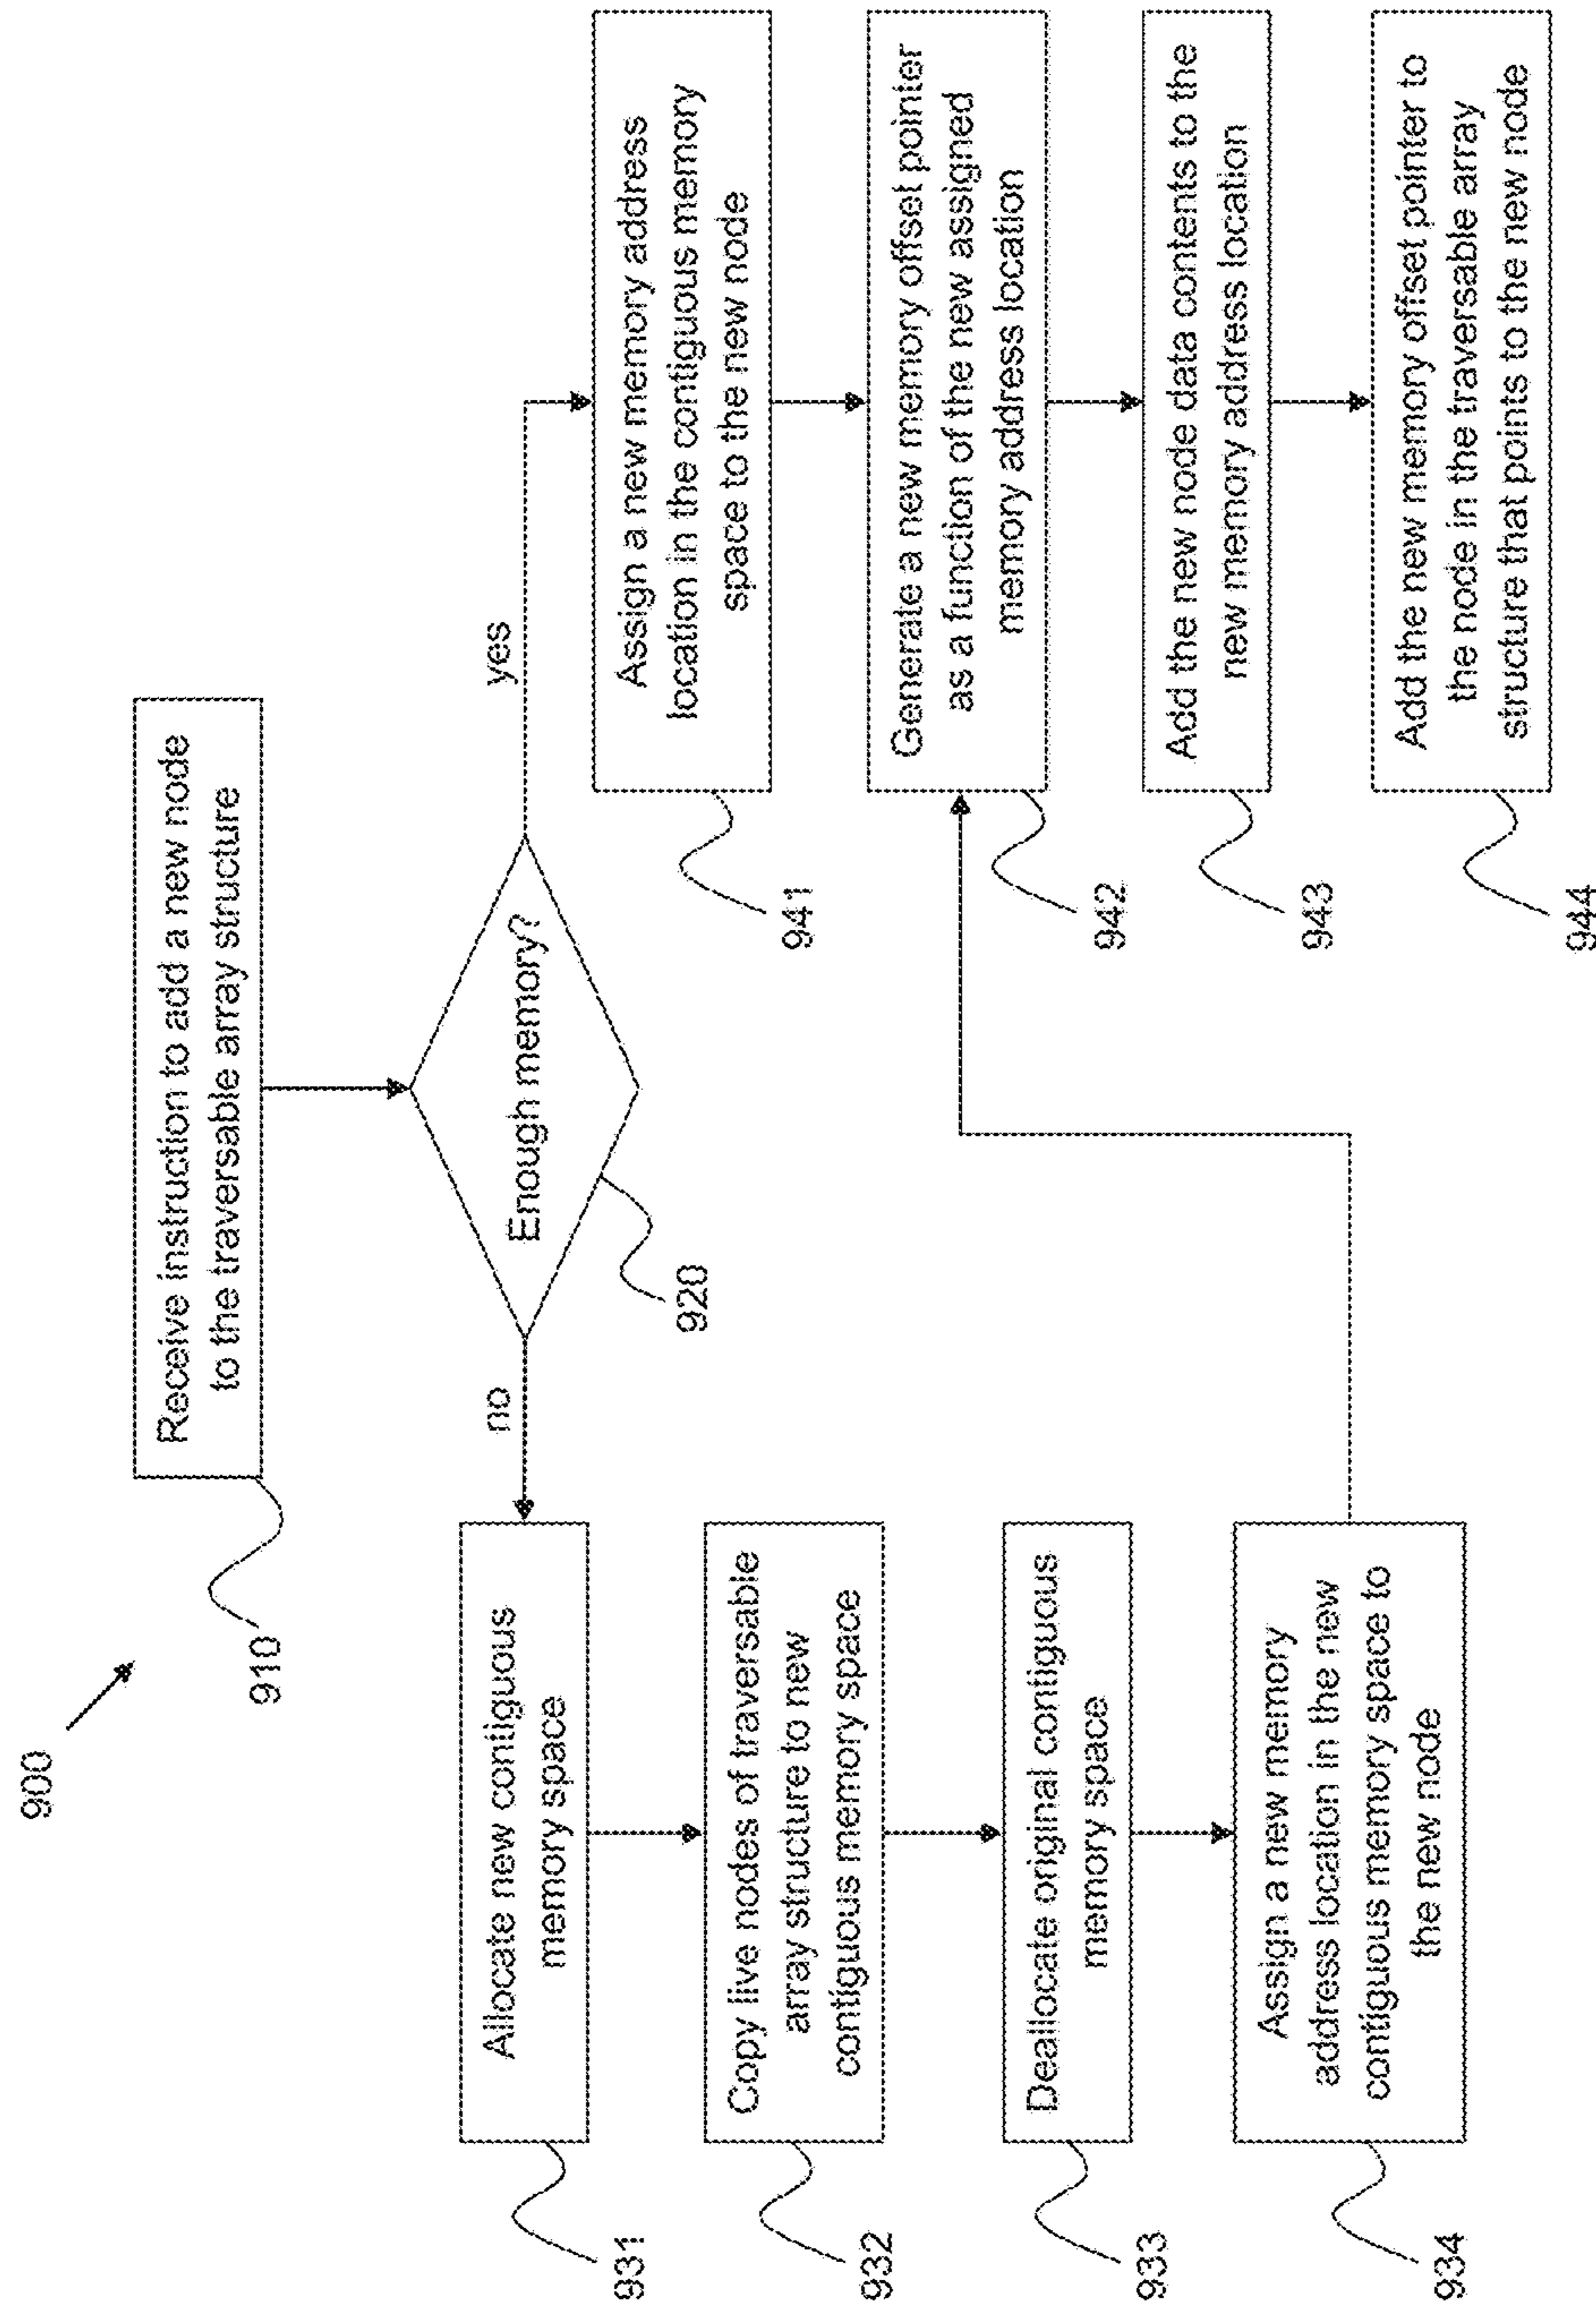 900
Receive instruction to add a new node
to the traversable array structure
910
Enough memory?
920
no
yes
Allocate new contiguous
memory space
931
Copy live nodes of traversable
array structure to new
contiguous memory space
932
Deallocate original contiguous
memory space
933
Assign a new memory
address location in the new
contiguous memory space to
the new node
934
Assign a new memory address
location in the contiguous memory
space to the new node
941
Generate a new memory offset pointer
as a function of the new assigned
memory address location
942
Add the new node data contents to the
new memory address location
943
Add the new memory offset pointer to
the node in the traversable array
structure that points to the new node
944